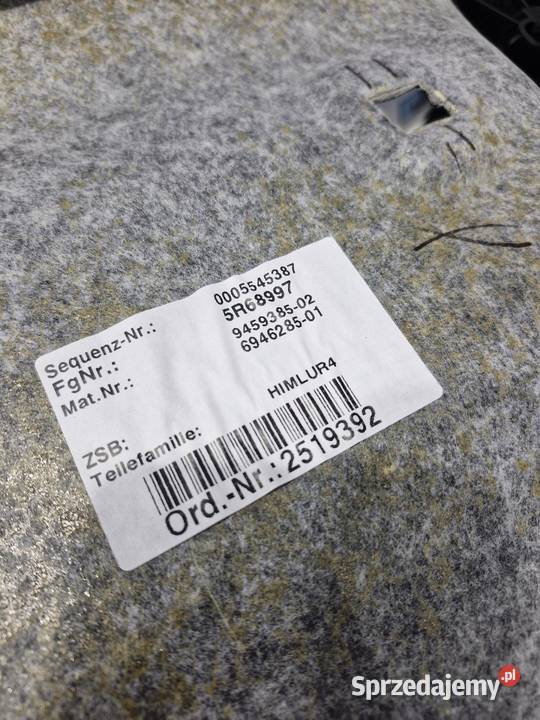 Sequenz-Nr.: 0005545387
FgNr.: 5R68997
Mat.Nr.: 9459385-02
6946285-01
ZSB:
Teilefamilie: HIMLUR4
Ord.-Nr.:2519392
Sprzedajemy.pl